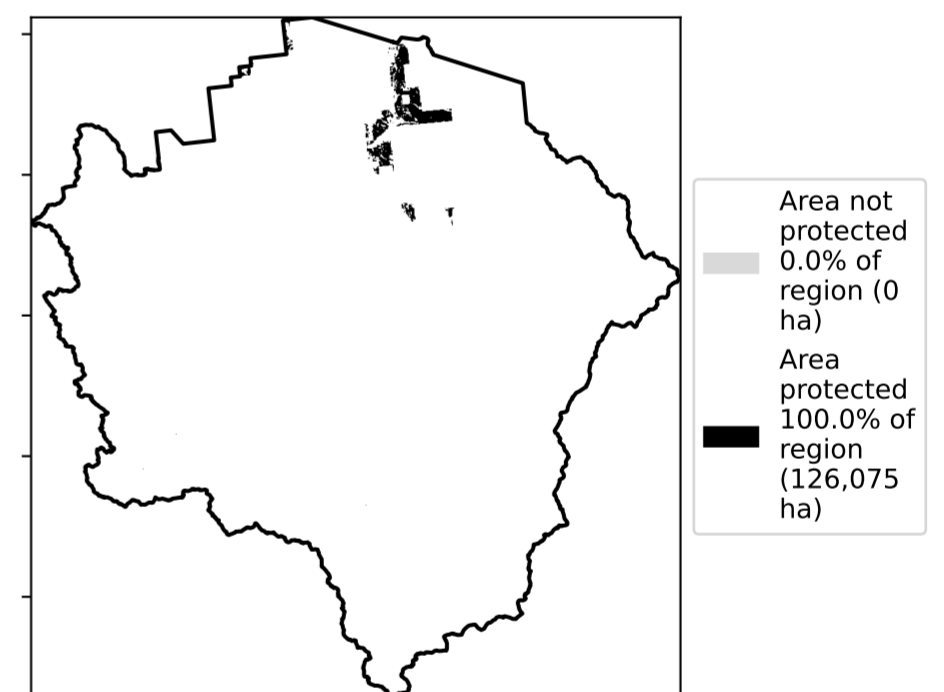 Area not
protected
0.0% of
region (0
ha)
Area
protected
100.0% of
region
(126,075
ha)